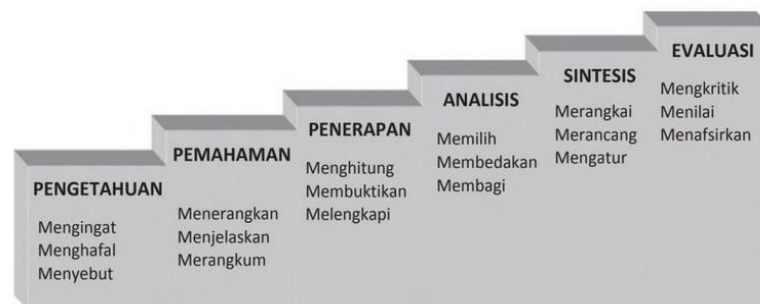 PENGETAHUAN
Mengingat
Menghafal
Menyebut
PEMAHAMAN
Menerangkan
Menjelaskan
Merangkum
PENERAPAN
Menghitung
Membuktikan
Melengkapi
ANALISIS
Memilih
Membedakan
Membagi
SINTESIS
Merangkai
Merancang
Mengatur
EVALUASI
Mengkritik
Menilai
Menafsirkan